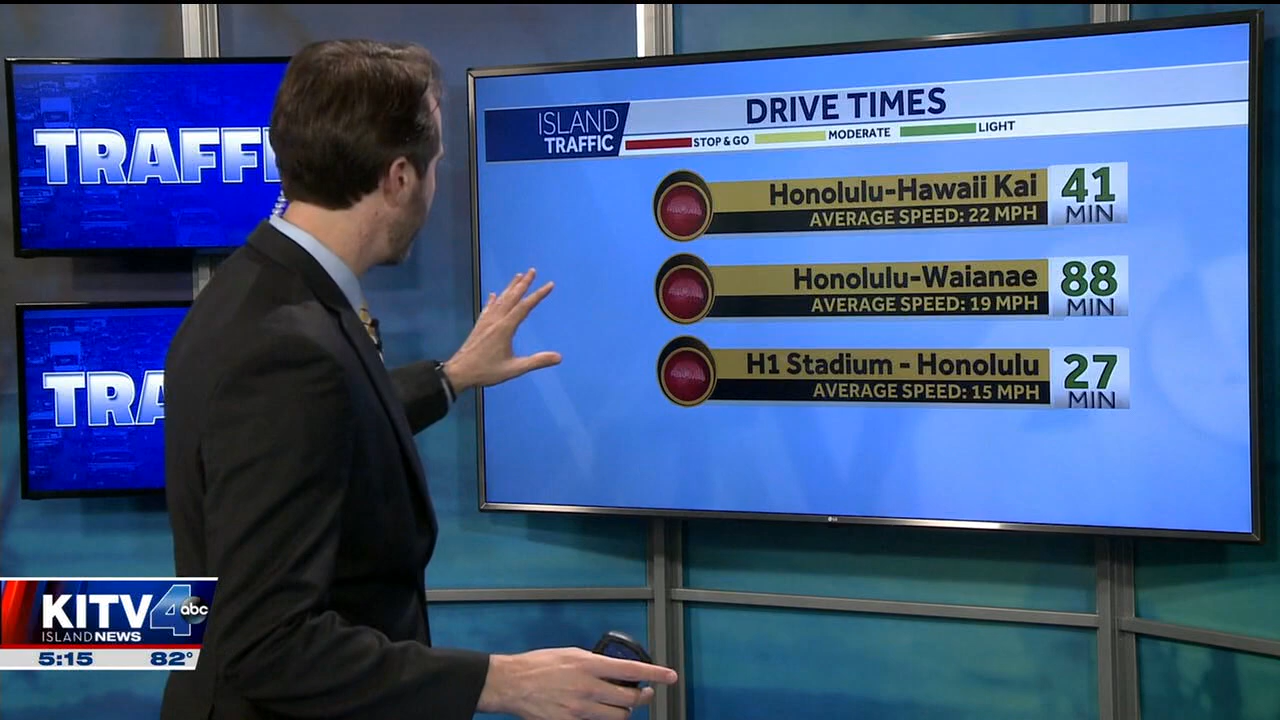 TRAFFI
TRA
ISLAND
TRAFFIC
DRIVE TIMES
STOP & GO
MODERATE
LIGHT
Honolulu-Hawaii Kai
AVERAGE SPEED: 22 MPH
41
MIN
Honolulu-Waianae
AVERAGE SPEED: 19 MPH
88
MIN
H1 Stadium - Honolulu
AVERAGE SPEED: 15 MPH
27
MIN
LG
KITV4 abc
ISLAND NEWS
5:15 82°